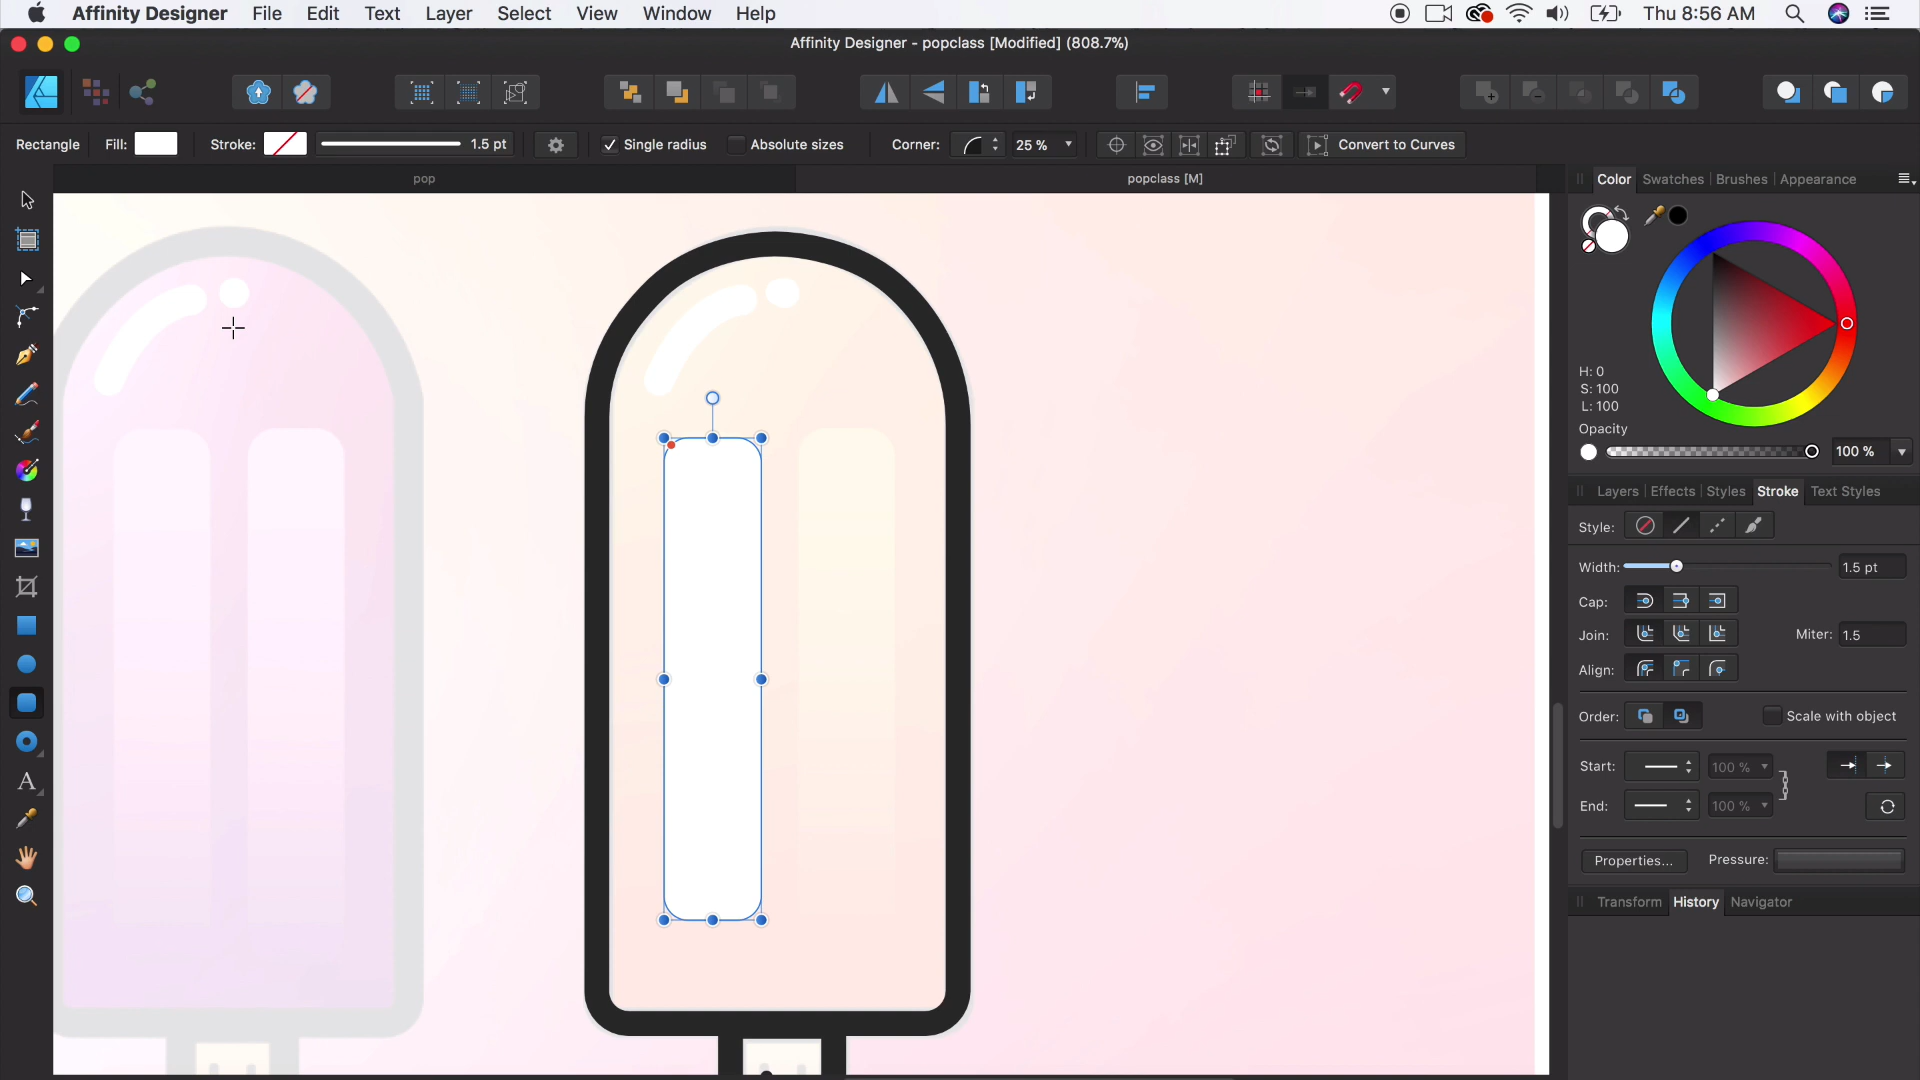 Affinity Designer File Edit Text Layer Select View Window Help Thu 8:56 AM
Affinity Designer - popclass [Modified] (808.7%)
Rectangle Fill: Stroke: 1.5 pt Single radius Absolute sizes Corner: 25 % Convert to Curves
pop popclass [M]
Color Swatches Brushes Appearance
H: 0
S: 100
L: 100
Opacity
100 %
Layers Effects Styles Stroke Text Styles
Style:
Width: 1.5 pt
Cap:
Join: Miter: 1.5
Align:
Order: Scale with object
Start: 100 %
End: 100 %
Properties... Pressure:
Transform History Navigator